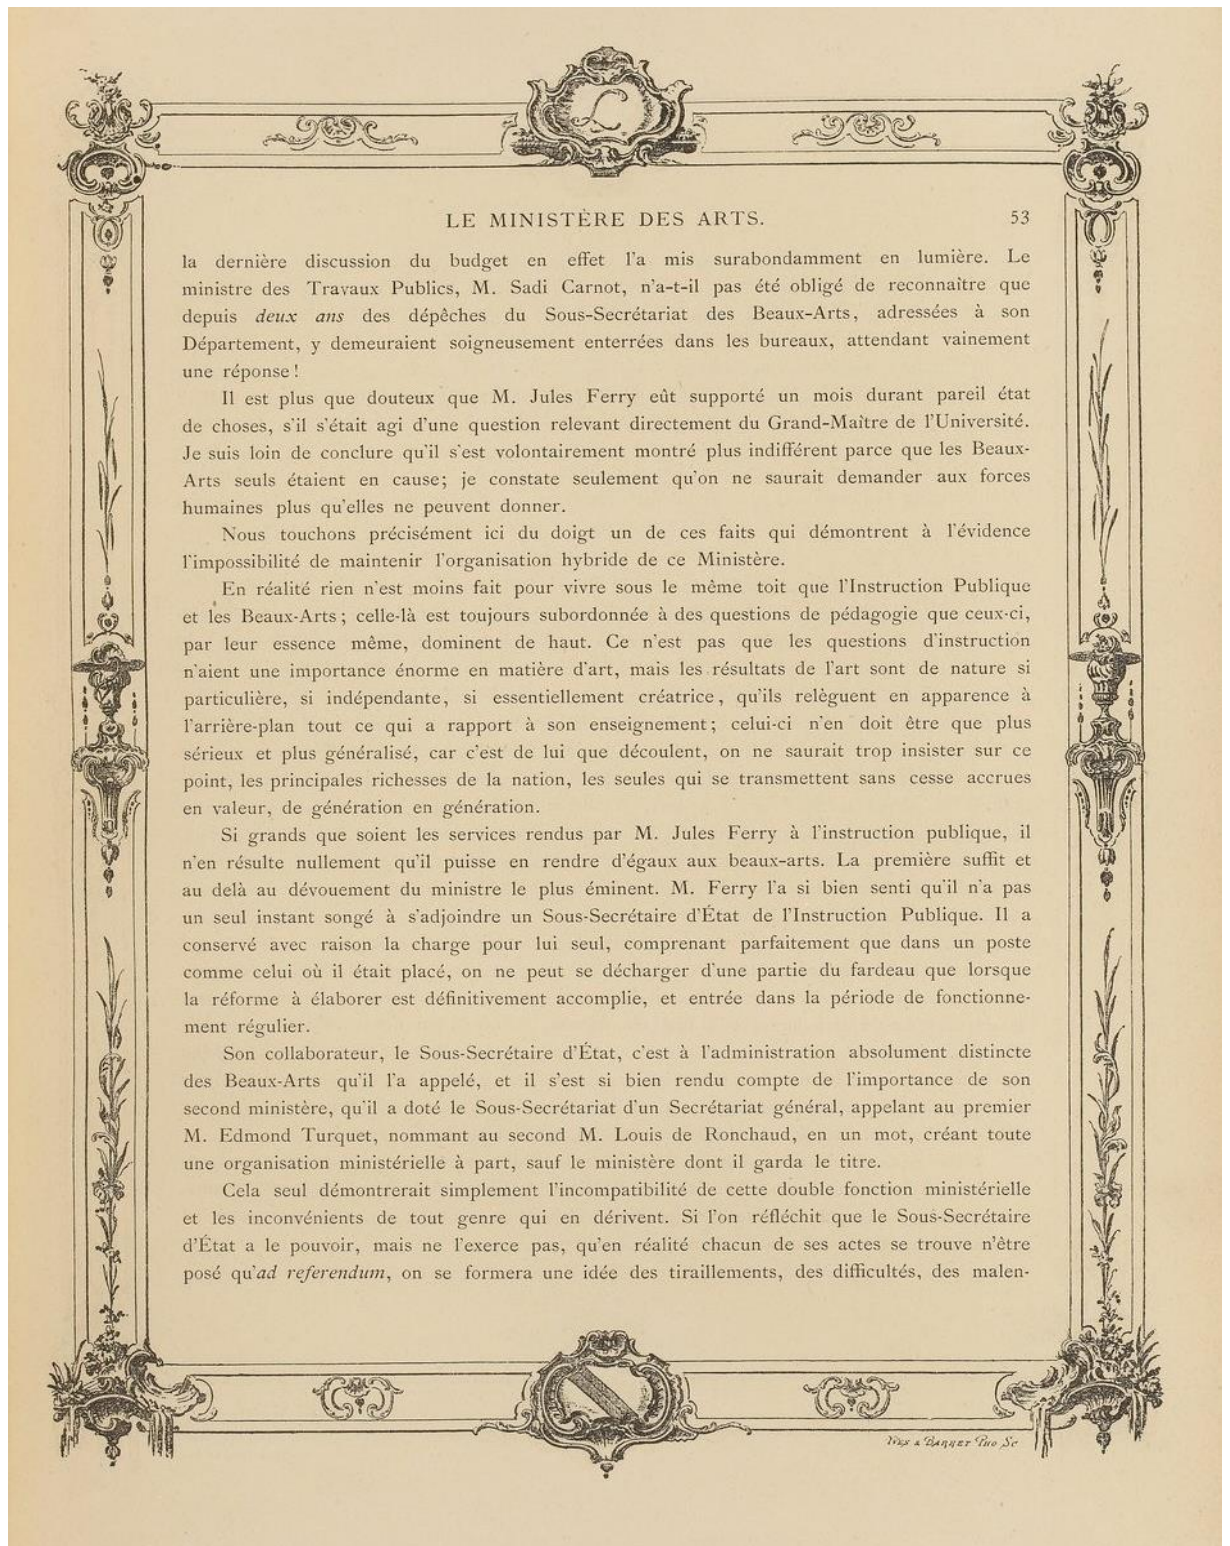 L
LE MINISTÈRE DES ARTS. 53
la dernière discussion du budget en effet l'a mis surabondamment en lumière. Le
ministre des Travaux Publics, M. Sadi Carnot, n'a-t-il pas été obligé de reconnaître que
depuis deux ans des dépêches du Sous-Secrétariat des Beaux-Arts, adressées à son
Département, y demeuraient soigneusement enterrées dans les bureaux, attendant vainement
une réponse !
Il est plus que douteux que M. Jules Ferry eût supporté un mois durant pareil état
de choses, s'il s'était agi d'une question relevant directement du Grand-Maître de l'Université.
Je suis loin de conclure qu'il s'est volontairement montré plus indifférent parce que les Beaux-
Arts seuls étaient en cause; je constate seulement qu'on ne saurait demander aux forces
humaines plus qu'elles ne peuvent donner.
Nous touchons précisément ici du doigt un de ces faits qui démontrent à l'évidence
l'impossibilité de maintenir l'organisation hybride de ce Ministère.
En réalité rien n'est moins fait pour vivre sous le même toit que l'Instruction Publique
et les Beaux-Arts ; celle-là est toujours subordonnée à des questions de pédagogie que ceux-ci,
par leur essence même, dominent de haut. Ce n'est pas que les questions d'instruction
n'aient une importance énorme en matière d'art, mais les résultats de l'art sont de nature si
particulière, si indépendante, si essentiellement créatrice, qu'ils relèguent en apparence à
l'arrière-plan tout ce qui a rapport à son enseignement ; celui-ci n'en doit être que plus
sérieux et plus généralisé, car c'est de lui que découlent, on ne saurait trop insister sur ce
point, les principales richesses de la nation, les seules qui se transmettent sans cesse accrues
en valeur, de génération en génération.
Si grands que soient les services rendus par M. Jules Ferry à l'instruction publique, il
n'en résulte nullement qu'il puisse en rendre d'égaux aux beaux-arts. La première suffit et
au delà au dévouement du ministre le plus éminent. M. Ferry l'a si bien senti qu'il n'a pas
un seul instant songé à s'adjoindre un Sous-Secrétaire d'État de l'Instruction Publique. Il a
conservé avec raison la charge pour lui seul, comprenant parfaitement que dans un poste
comme celui où il était placé, on ne peut se décharger d'une partie du fardeau que lorsque
la réforme à élaborer est définitivement accomplie, et entrée dans la période de fonctionne-
ment régulier.
Son collaborateur, le Sous-Secrétaire d'État, c'est à l'administration absolument distincte
des Beaux-Arts qu'il l'a appelé, et il s'est si bien rendu compte de l'importance de son
second ministère, qu'il a doté le Sous-Secrétariat d'un Secrétariat général, appelant au premier
M. Edmond Turquet, nommant au second M. Louis de Ronchaud, en un mot, créant toute
une organisation ministérielle à part, sauf le ministère dont il garda le titre.
Cela seul démontrerait simplement l'incompatibilité de cette double fonction ministérielle
et les inconvénients de tout genre qui en dérivent. Si l'on réfléchit que le Sous-Secrétaire
d'État a le pouvoir, mais ne l'exerce pas, qu'en réalité chacun de ses actes se trouve n'être
posé qu'ad referendum, on se formera une idée des tiraillements, des difficultés, des malen-
YVES & BARRET PHO SC